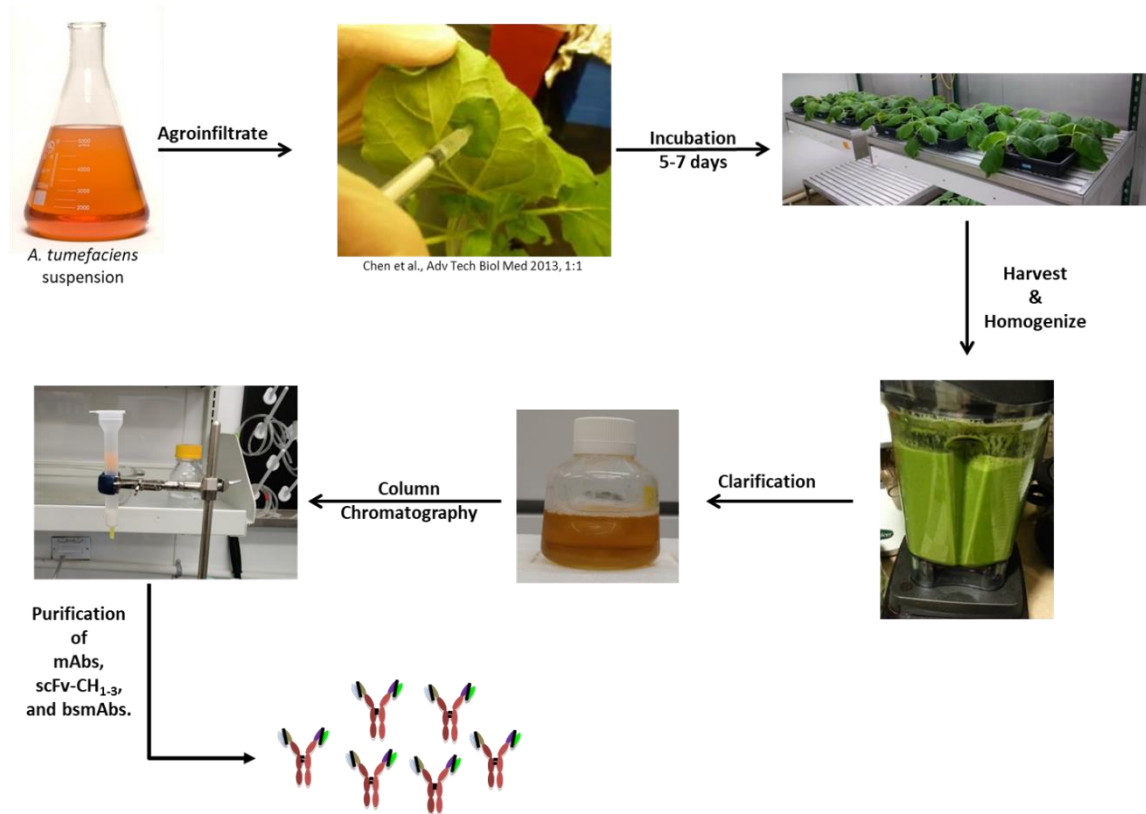 Agroinfiltrate
A. tumefaciens
suspension
Chen et al., Adv Tech Biol Med 2013, 1:1
Incubation
5-7 days
Harvest
&
Homogenize
Clarification
Column
Chromatography
Purification
of
mAbs,
scFv-CH₁₋₃,
and bsmAbs.